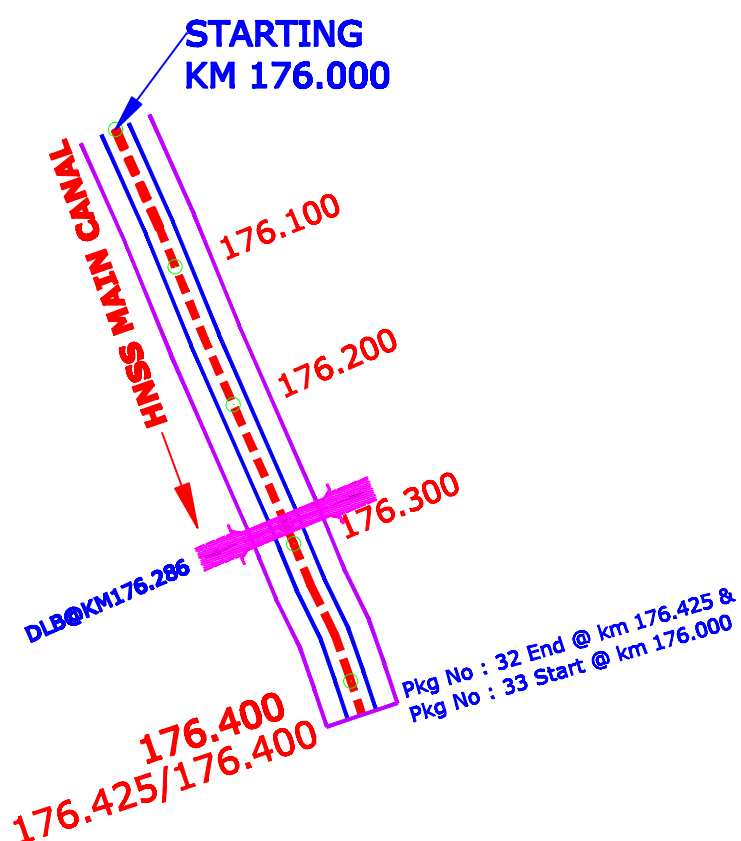 STARTING
KM 176.000
HNSS MAIN CANAL
176.100
176.200
176.300
DLB@KM176.286
Pkg No : 32 End @ km 176.425 &
Pkg No : 33 Start @ km 176.000
176.400
176.425/176.400